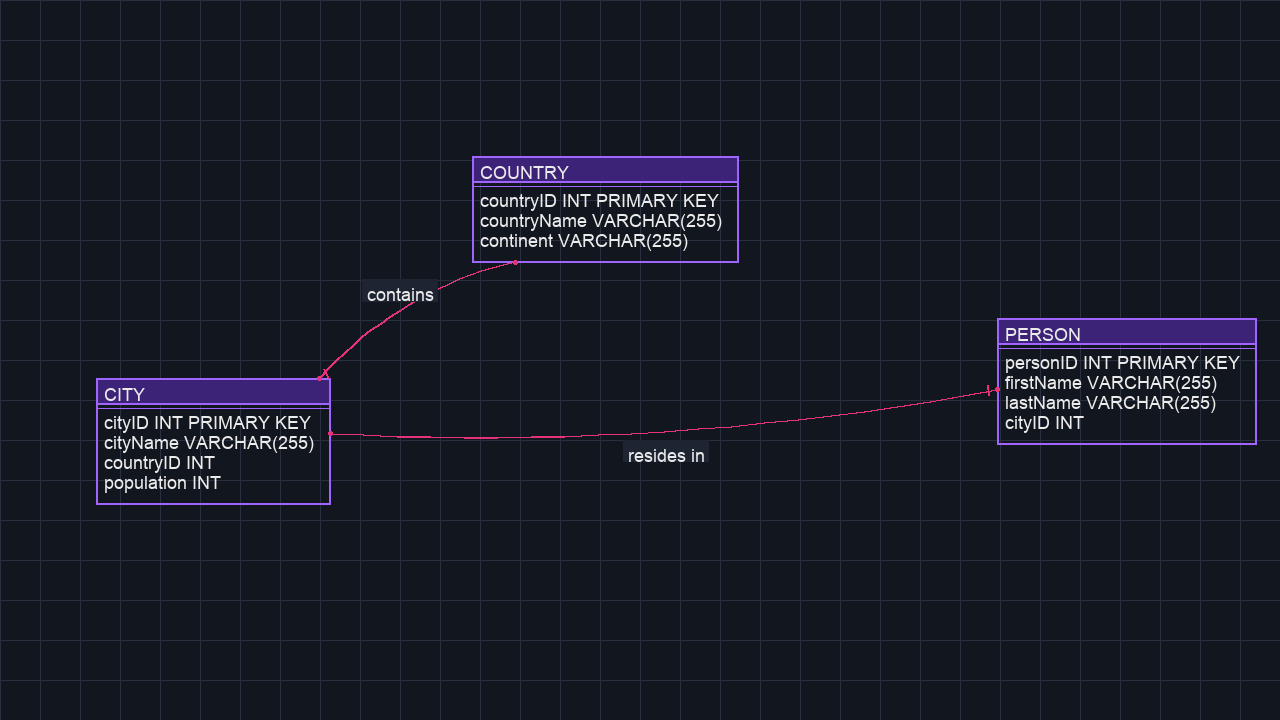 COUNTRY
countryID INT PRIMARY KEY
countryName VARCHAR(255)
continent VARCHAR(255)
contains
CITY
cityID INT PRIMARY KEY
cityName VARCHAR(255)
countryID INT
population INT
resides in
PERSON
personID INT PRIMARY KEY
firstName VARCHAR(255)
lastName VARCHAR(255)
cityID INT